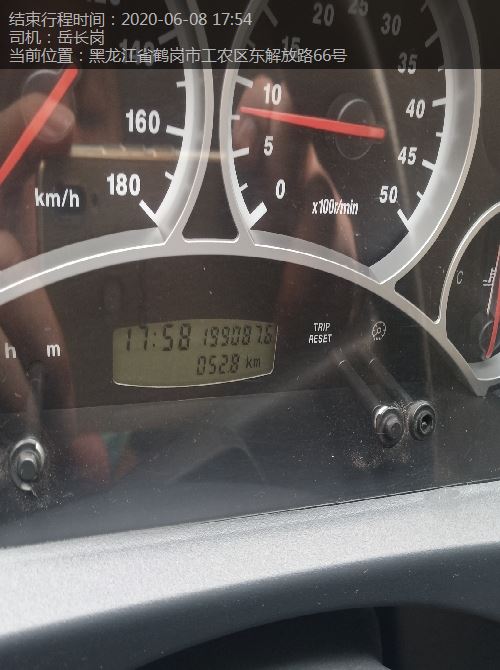 结束行程时间：2020-06-08 17:54
司机：岳长岗
当前位置：黑龙江省鹤岗市工农区东解放路66号
160
180
km/h
0
5
10
15
20
25
30
35
40
45
50
x100r/min
C
h
m
17:58 199087.6
052.8 km
TRIP
RESET